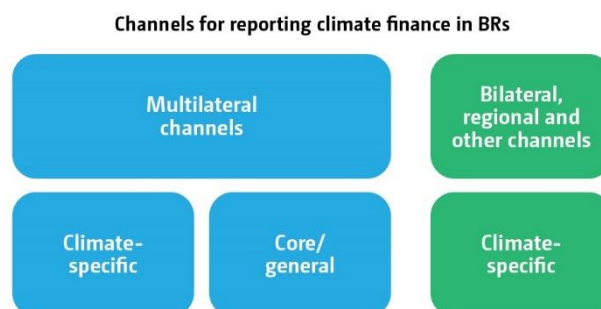 Channels for reporting climate finance in BRs
Multilateral
channels
Bilateral,
regional and
other channels
Climate-
specific
Core/
general
Climate-
specific